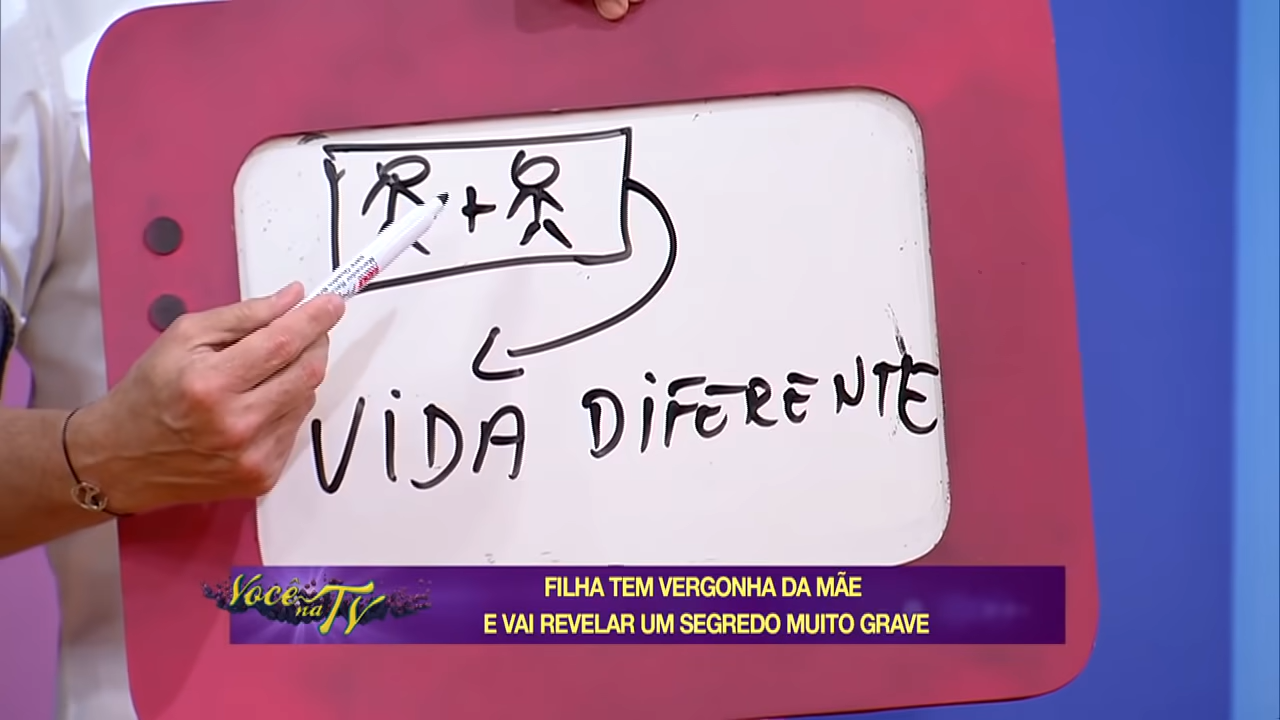 +
VIDA DIFERENTE
Você na TV
FILHA TEM VERGONHA DA MÃE
E VAI REVELAR UM SEGREDO MUITO GRAVE